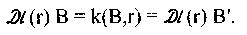 𝒟l(r) B = k(B,r) = 𝒟l(r) B'.